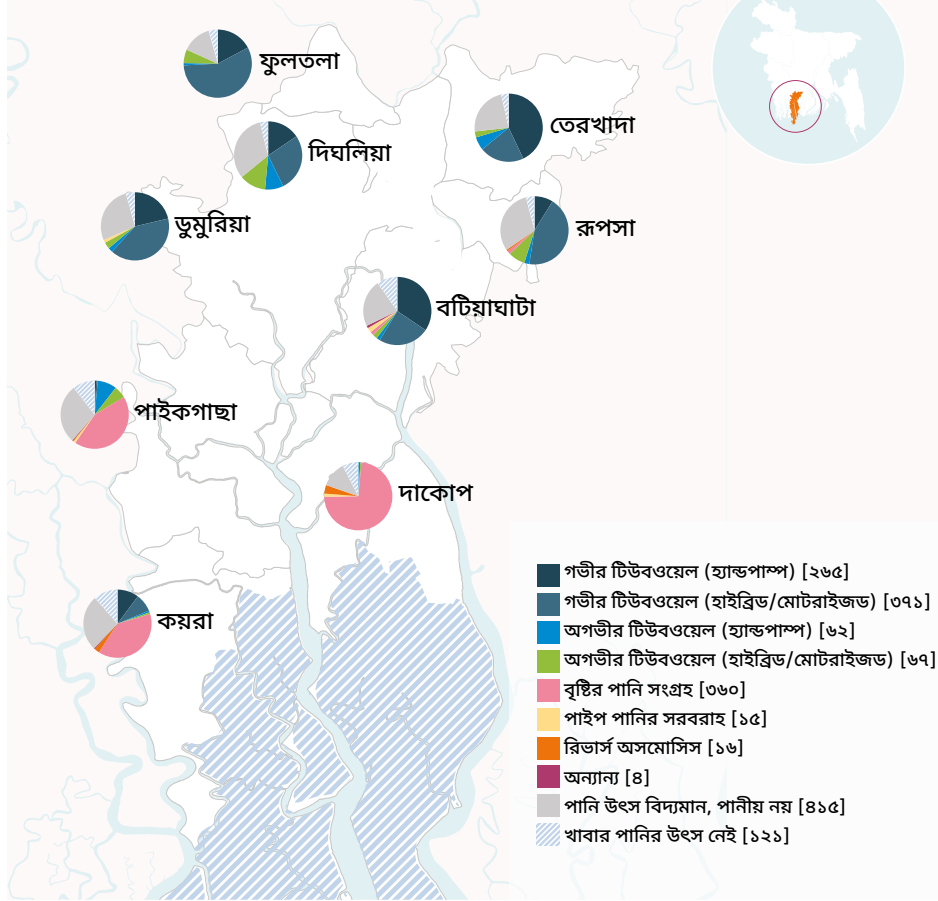 ফুলতলা
তেরখাদা
দিঘলিয়া
ডুমুরিয়া
রূপসা
বটিয়াঘাটা
পাইকগাছা
দাকোপ
কয়রা
গভীর টিউবওয়েল (হ্যান্ডপাম্প) [২৬৫]
গভীর টিউবওয়েল (হাইব্রিড/মোটরাইজড) [৩৭১]
অগভীর টিউবওয়েল (হ্যান্ডপাম্প) [৬২]
অগভীর টিউবওয়েল (হাইব্রিড/মোটরাইজড) [৬৭]
বৃষ্টির পানি সংগ্রহ [৩৬০]
পাইপ পানির সরবরাহ [১৫]
রিভার্স অসমোসিস [১৬]
অন্যান্য [৪]
পানি উৎস বিদ্যমান, পানীয় নয় [৪১৫]
খাবার পানির উৎস নেই [১২১]